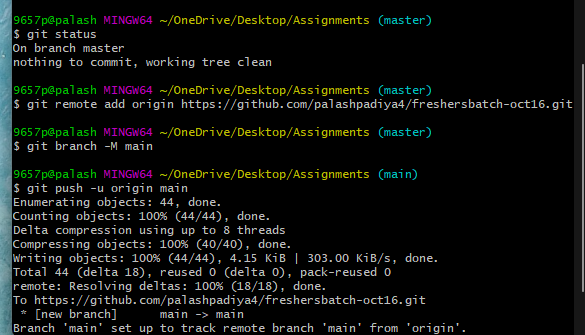 9657p@palash MINGW64 ~/OneDrive/Desktop/Assignments (master)
$ git status
On branch master
nothing to commit, working tree clean
9657p@palash MINGW64 ~/OneDrive/Desktop/Assignments (master)
$ git remote add origin https://github.com/palashpadiya4/freshersbatch-oct16.git
9657p@palash MINGW64 ~/OneDrive/Desktop/Assignments (master)
$ git branch -M main
9657p@palash MINGW64 ~/OneDrive/Desktop/Assignments (main)
$ git push -u origin main
Enumerating objects: 44, done.
Counting objects: 100% (44/44), done.
Delta compression using up to 8 threads
Compressing objects: 100% (40/40), done.
Writing objects: 100% (44/44), 4.15 KiB | 303.00 KiB/s, done.
Total 44 (delta 18), reused 0 (delta 0), pack-reused 0
remote: Resolving deltas: 100% (18/18), done.
To https://github.com/palashpadiya4/freshersbatch-oct16.git
 * [new branch]      main -> main
Branch 'main' set up to track remote branch 'main' from 'origin'.